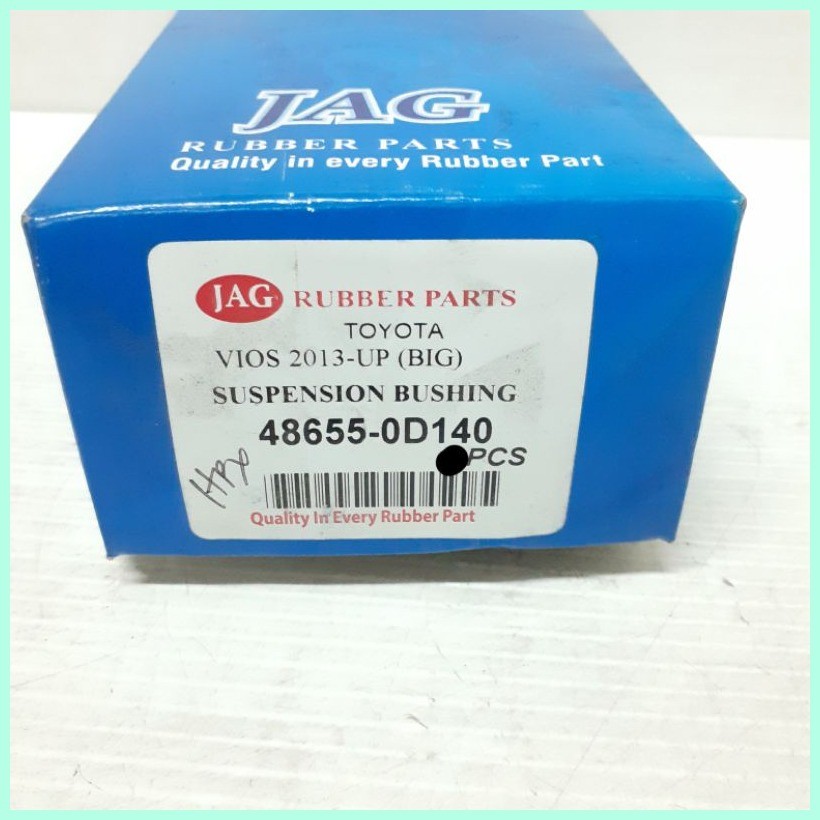 JAG
RUBBER PARTS
Quality in every Rubber Part
JAG RUBBER PARTS
TOYOTA
VIOS 2013-UP (BIG)
SUSPENSION BUSHING
48655-0D140
PCS
Quality In Every Rubber Part